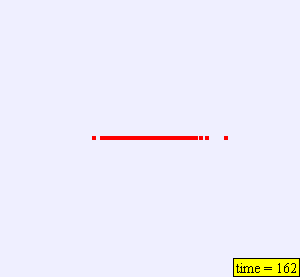 time = 162